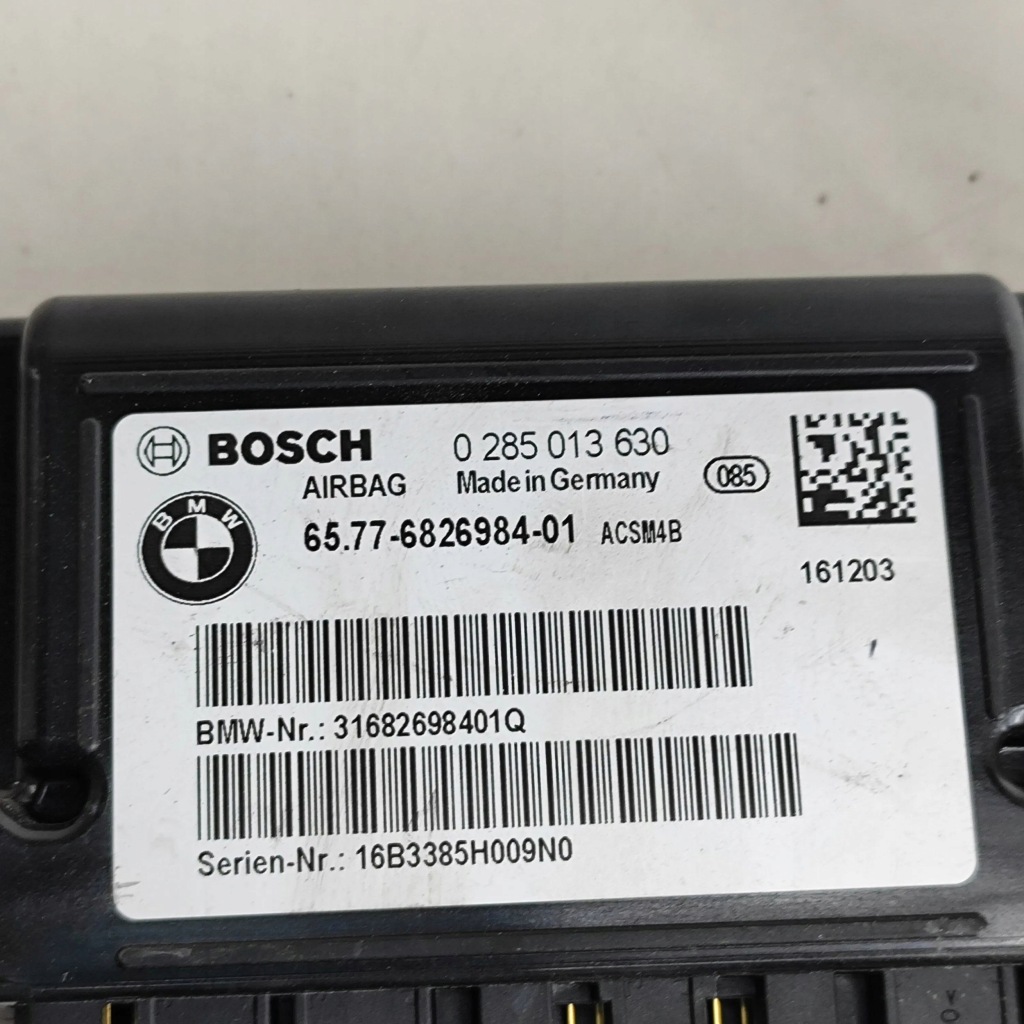 BOSCH 0 285 013 630
AIRBAG Made in Germany 085
BMW
65.77-6826984-01 ACSM4B
161203
BMW-Nr.: 31682698401Q
Serien-Nr.: 16B3385H009N0